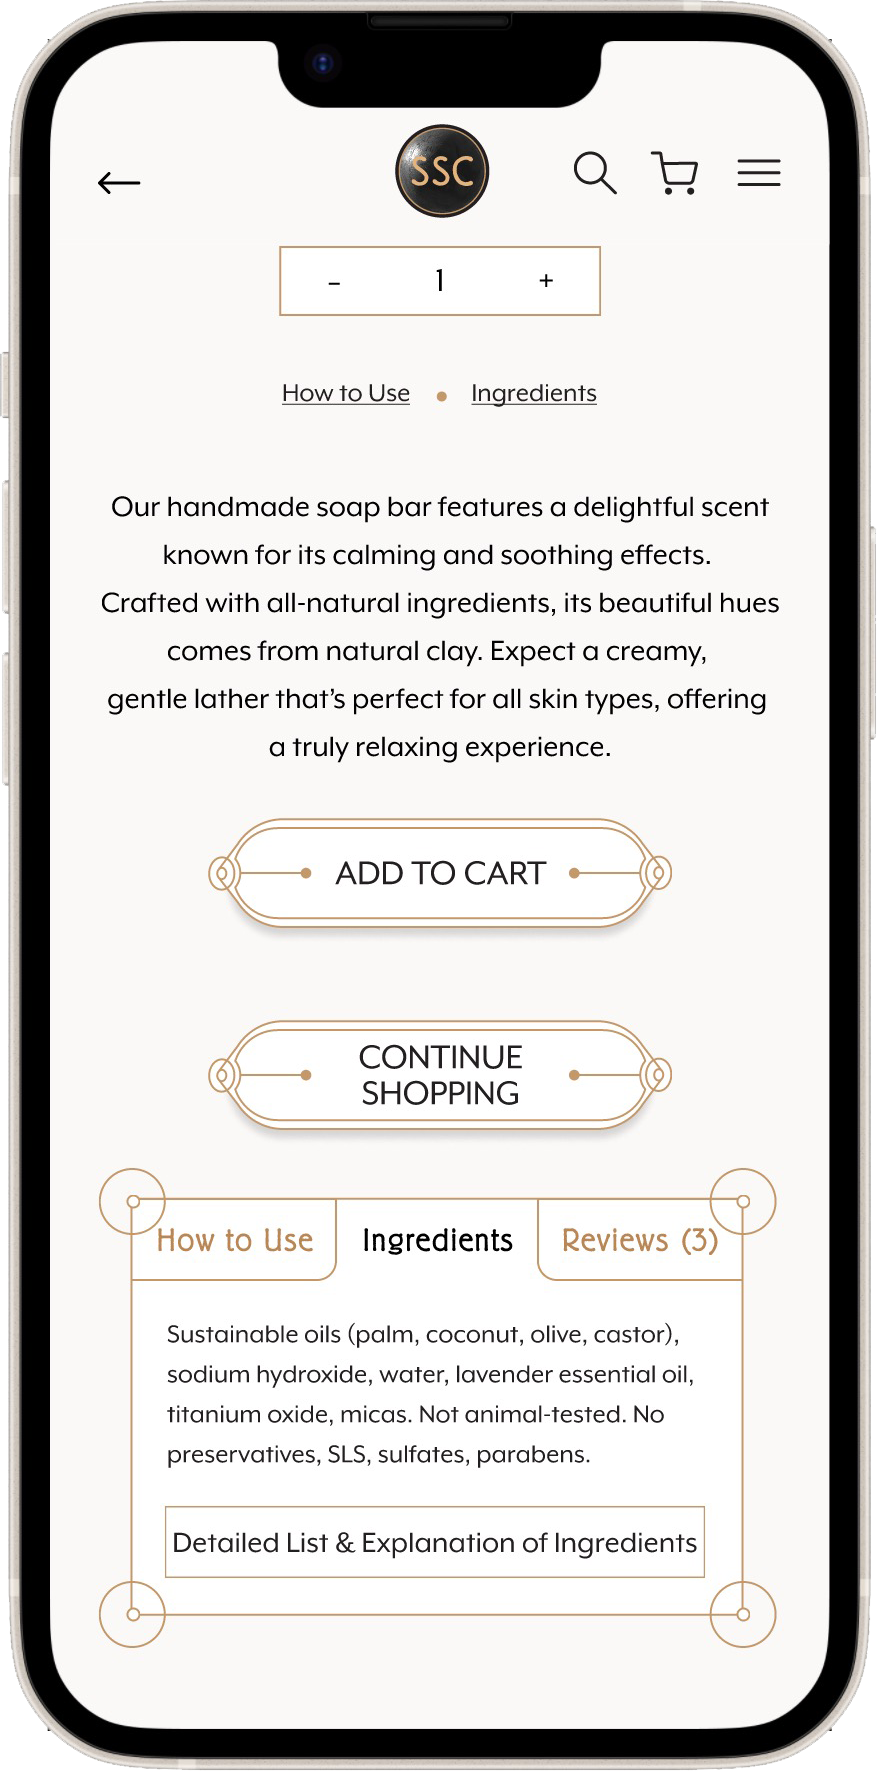 SSC
- 1 +
How to Use • Ingredients
Our handmade soap bar features a delightful scent
known for its calming and soothing effects.
Crafted with all-natural ingredients, its beautiful hues
comes from natural clay. Expect a creamy,
gentle lather that’s perfect for all skin types, offering
a truly relaxing experience.
ADD TO CART
CONTINUE
SHOPPING
How to Use Ingredients Reviews (3)
Sustainable oils (palm, coconut, olive, castor),
sodium hydroxide, water, lavender essential oil,
titanium oxide, micas. Not animal-tested. No
preservatives, SLS, sulfates, parabens.
Detailed List & Explanation of Ingredients